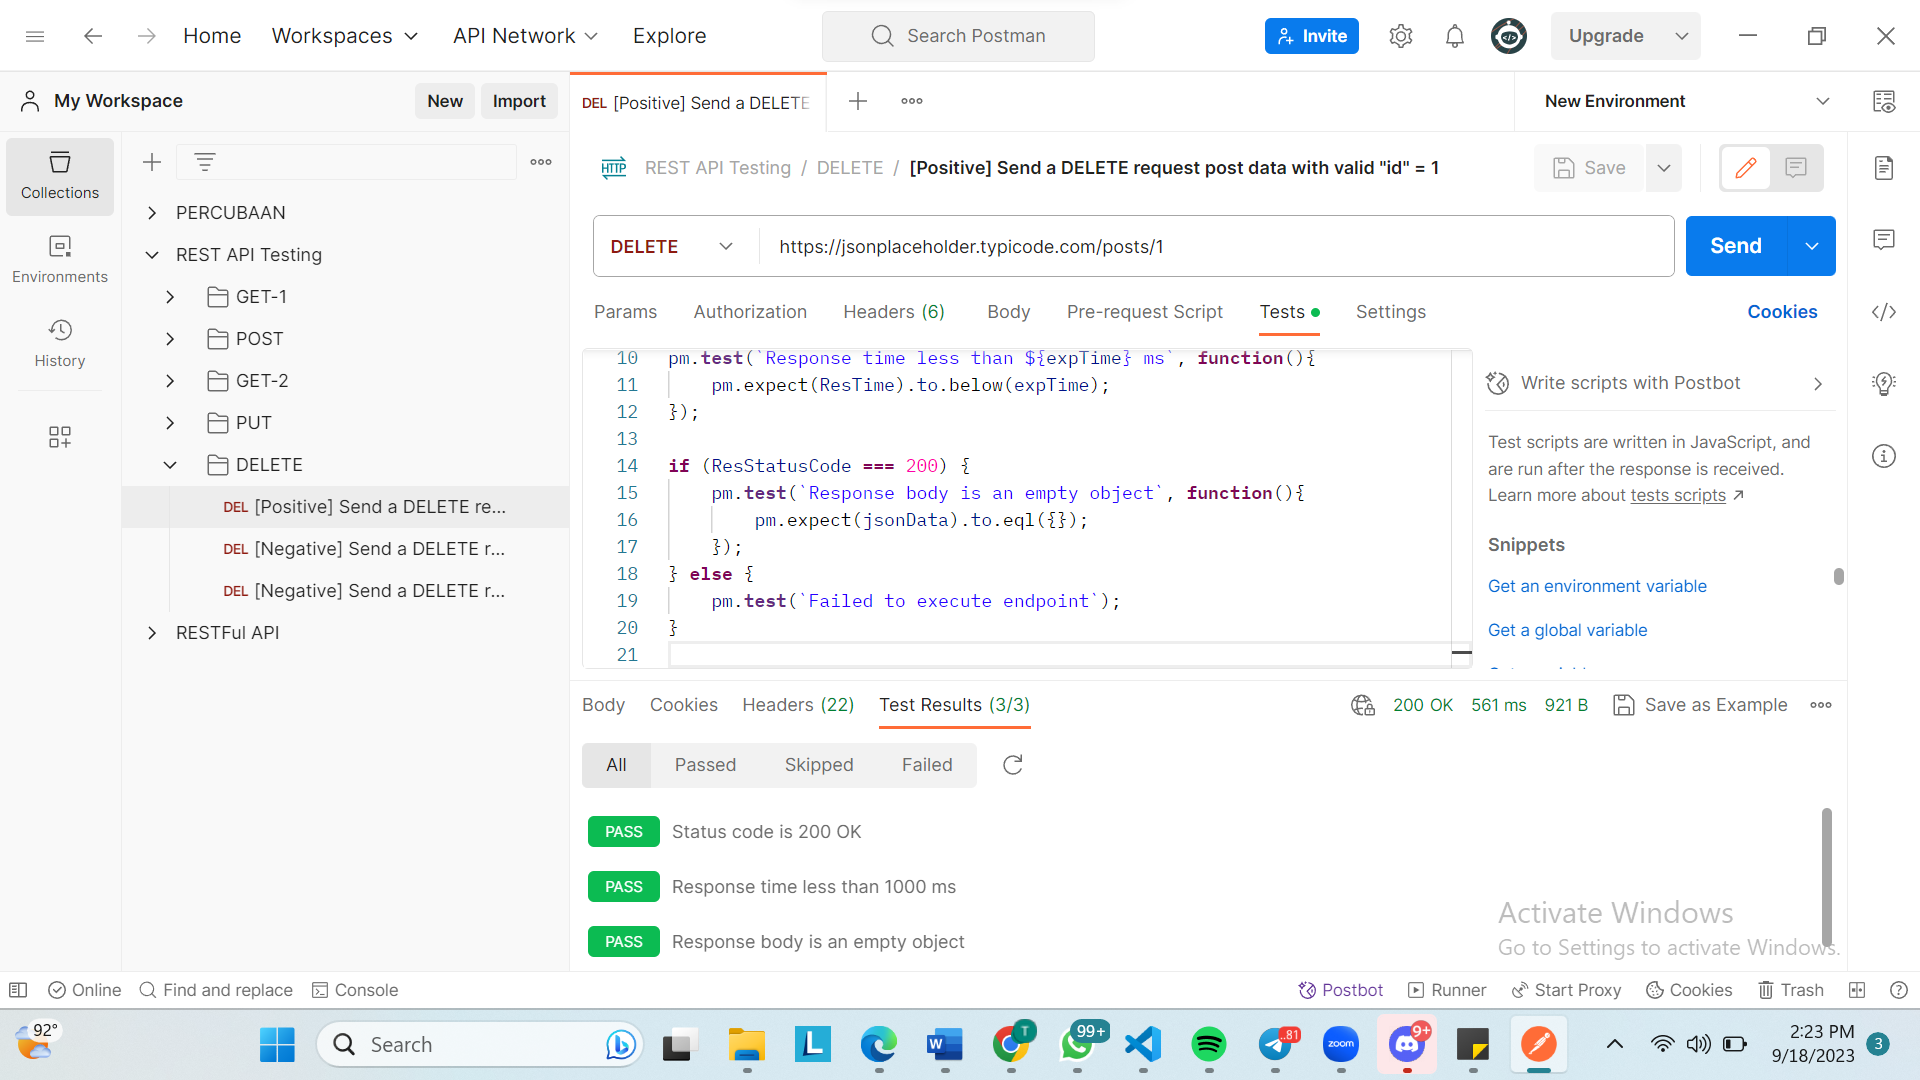 Home
Workspaces
API Network
Explore
Search Postman
Invite
Upgrade
My Workspace
New
Import
DEL [Positive] Send a DELETE
New Environment
Collections
Environments
History
PERCUBAAN
REST API Testing
GET-1
POST
GET-2
PUT
DELETE
DEL [Positive] Send a DELETE re...
DEL [Negative] Send a DELETE r...
DEL [Negative] Send a DELETE r...
RESTFul API
HTTP
REST API Testing / DELETE / [Positive] Send a DELETE request post data with valid "id" = 1
Save
DELETE
https://jsonplaceholder.typicode.com/posts/1
Send
Params
Authorization
Headers (6)
Body
Pre-request Script
Tests
Settings
Cookies
10 pm.test(`Response time less than ${expTime} ms`, function(){
11 pm.expect(ResTime).to.below(expTime);
12 });
13
14 if (ResStatusCode === 200) {
15 pm.test(`Response body is an empty object`, function(){
16 pm.expect(jsonData).to.eql({});
17 });
18 } else {
19 pm.test(`Failed to execute endpoint`);
20 }
21
Write scripts with Postbot
Test scripts are written in JavaScript, and
are run after the response is received.
Learn more about tests scripts ↗
Snippets
Get an environment variable
Get a global variable
Body
Cookies
Headers (22)
Test Results (3/3)
200 OK
561 ms
921 B
Save as Example
All
Passed
Skipped
Failed
PASS Status code is 200 OK
PASS Response time less than 1000 ms
PASS Response body is an empty object
Activate Windows
Go to Settings to activate Windows.
Online
Find and replace
Console
Postbot
Runner
Start Proxy
Cookies
Trash
92°
Search
L
W
T
99+
81
zoom
9+
2:23 PM
9/18/2023
3